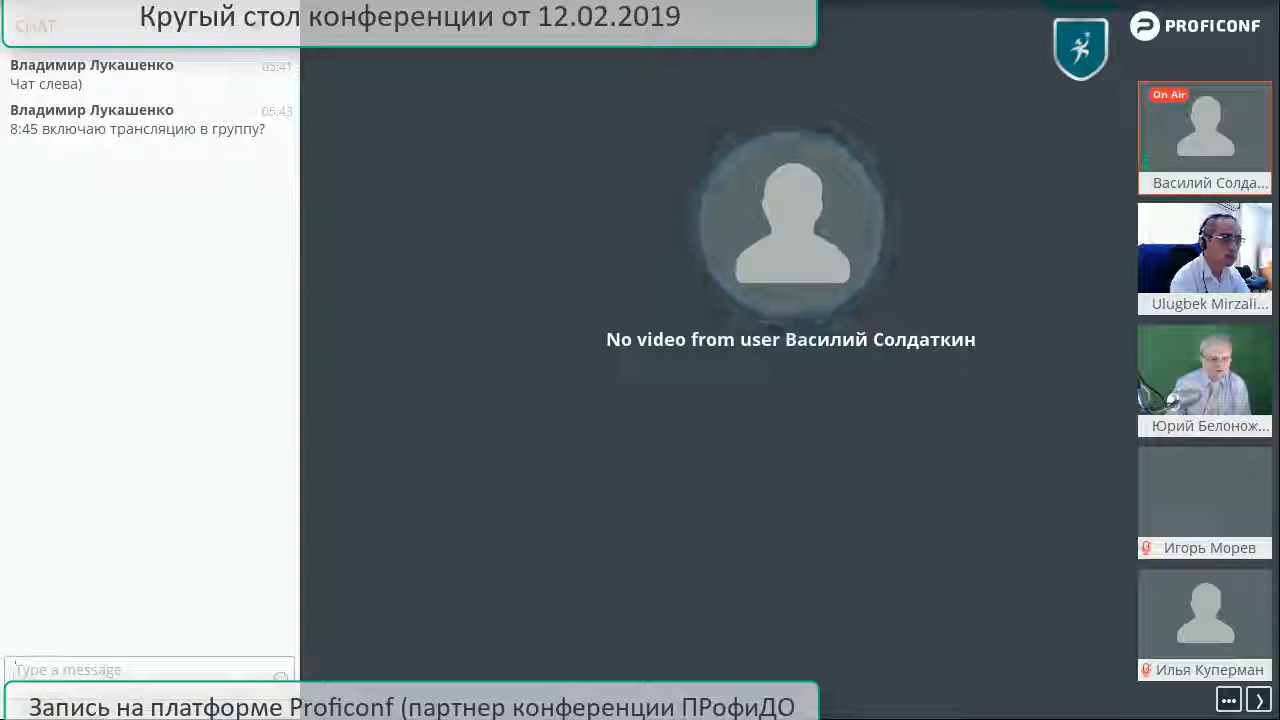 Кругый стол конференции от 12.02.2019
CHAT
Владимир Лукашенко 05:41
Чат слева)
Владимир Лукашенко 05:43
8:45 включаю трансляцию в группу?
No video from user Василий Солдаткин
PROFICONF
On Air
Василий Солда...
Ulugbek Mirzali...
Юрий Белонож...
Игорь Морев
Илья Куперман
Type a message
Запись на платформе Proficonf (партнер конференции ПРофиДО